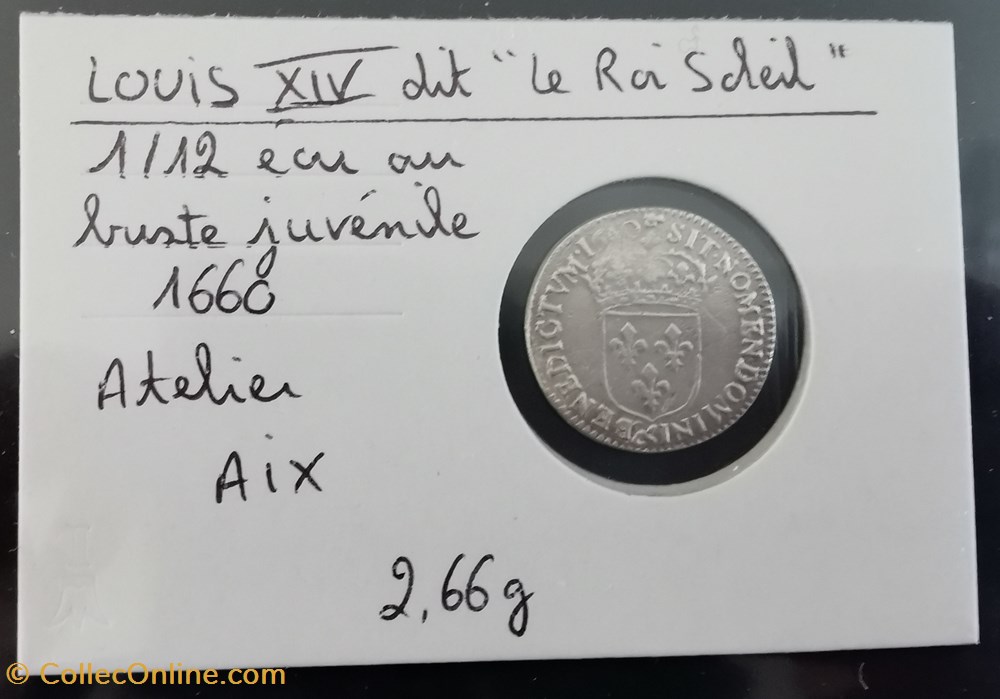 LOUIS XIV dit "Le Roi Soleil"
1/12 écu au
buste juvénile
1660
Atelier
Aix
2,66g
SIT·NOMEN·DOMINI
BENEDICTVM·
© CollecOnline.com